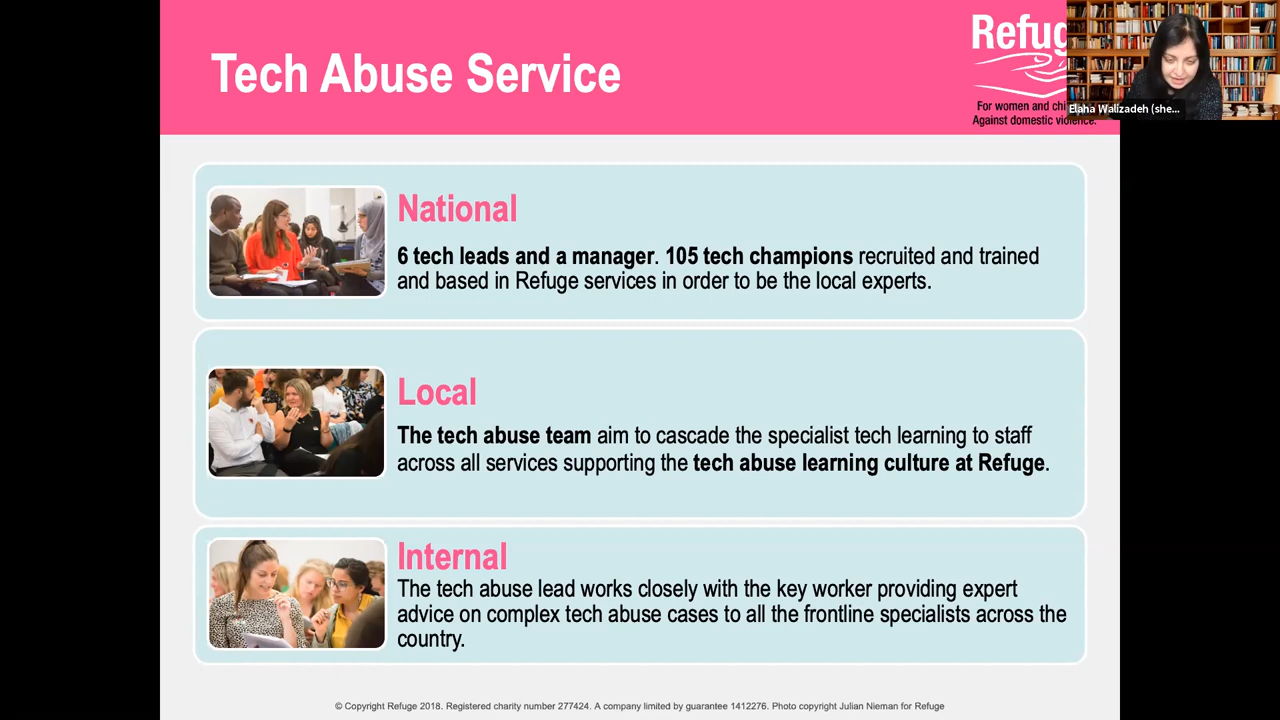 Tech Abuse Service
Refug
For women and chi
Against domestic violence.
Elaha Walizadeh (she...
National
6 tech leads and a manager. 105 tech champions recruited and trained
and based in Refuge services in order to be the local experts.
Local
The tech abuse team aim to cascade the specialist tech learning to staff
across all services supporting the tech abuse learning culture at Refuge.
Internal
The tech abuse lead works closely with the key worker providing expert
advice on complex tech abuse cases to all the frontline specialists across the
country.
© Copyright Refuge 2018. Registered charity number 277424. A company limited by guarantee 1412276. Photo copyright Julian Nieman for Refuge